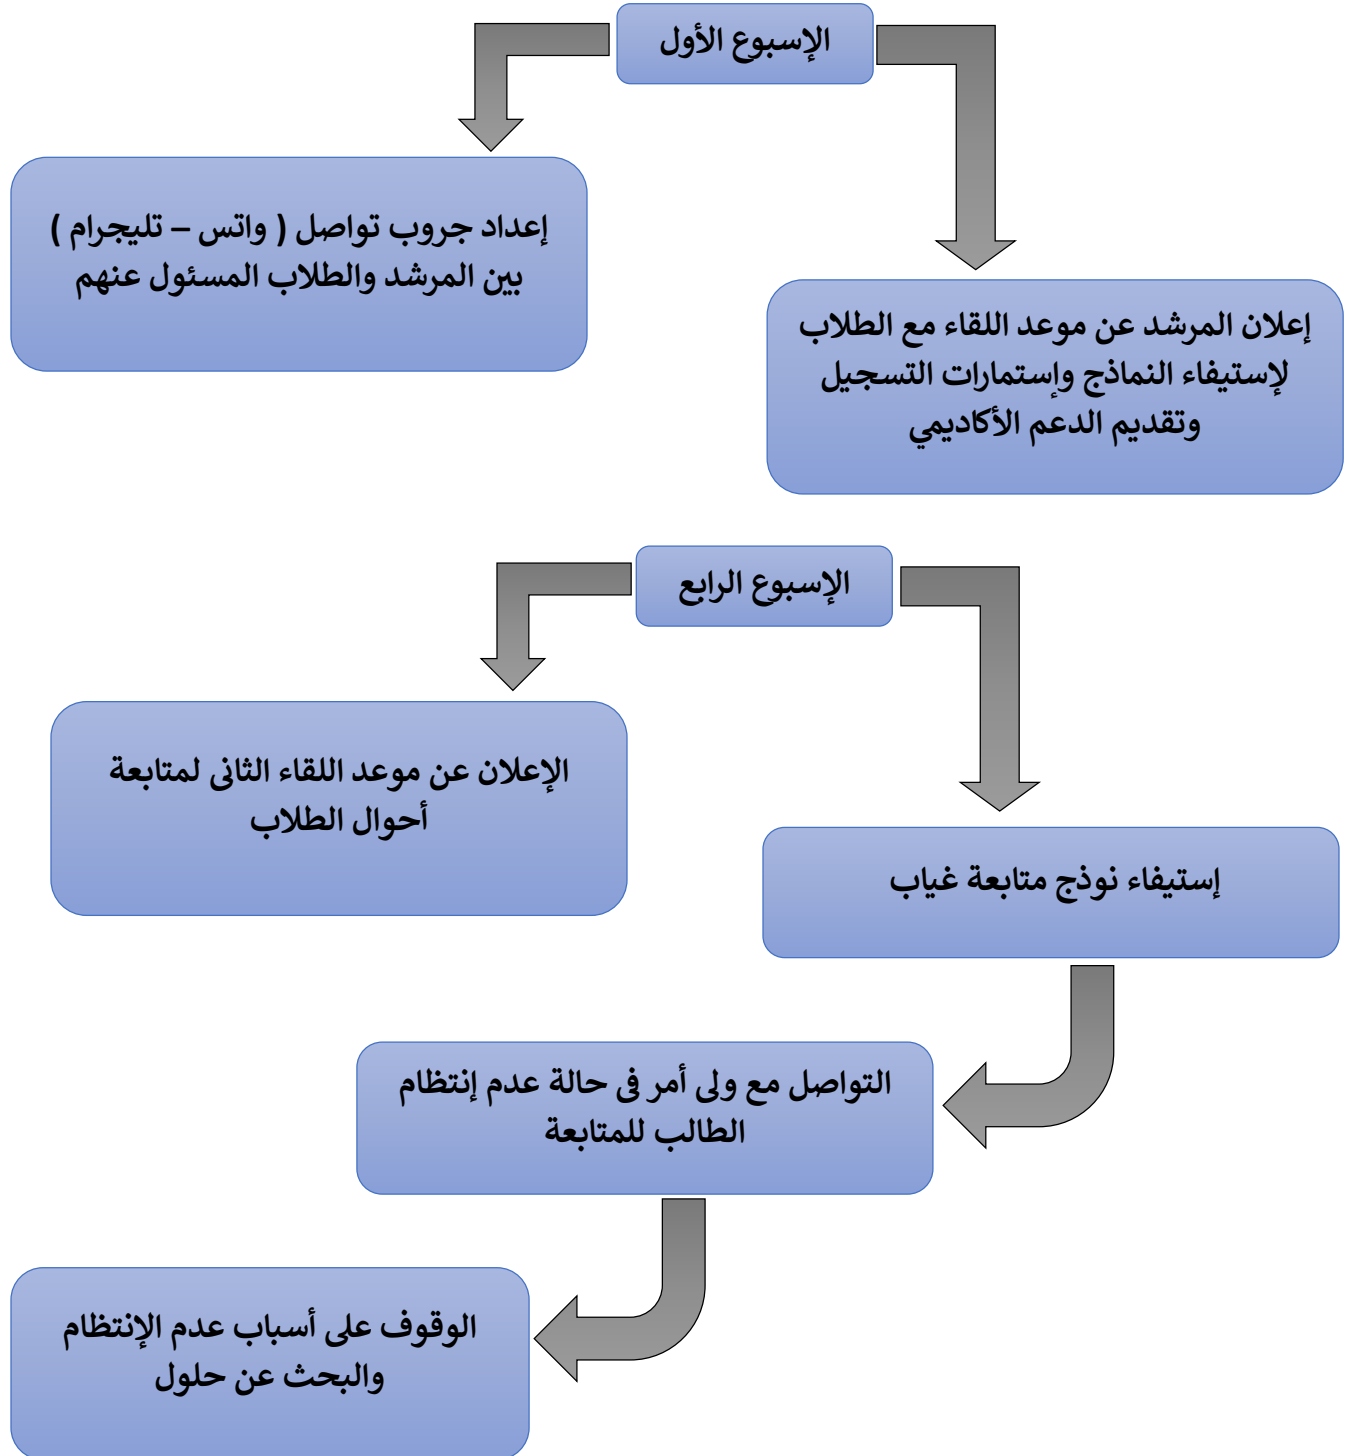 الإسبوع الأول
إعلان المرشد عن موعد اللقاء مع الطلاب
لإستيفاء النماذج وإستمارات التسجيل
وتقديم الدعم الأكاديمي
إعداد جروب تواصل ( واتس – تليجرام )
بين المرشد والطلاب المسئول عنهم
الإسبوع الرابع
إستيفاء نوذج متابعة غياب
الإعلان عن موعد اللقاء الثانى لمتابعة
أحوال الطلاب
التواصل مع ولى أمر فى حالة عدم إنتظام
الطالب للمتابعة
الوقوف على أسباب عدم الإنتظام
والبحث عن حلول